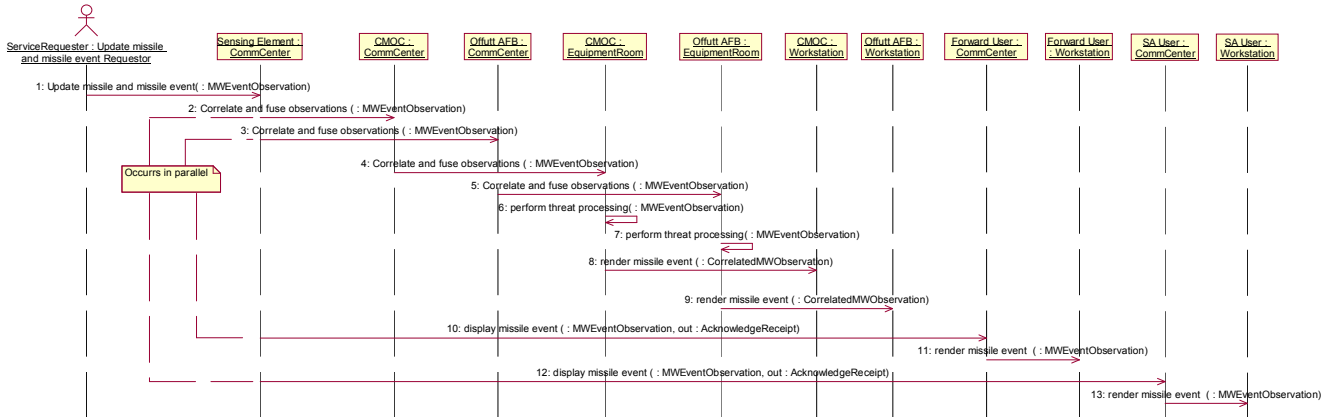 ServiceRequester : Update missile
and missile event Requestor
Sensing Element :
CommCenter
CMOC :
CommCenter
Offutt AFB :
CommCenter
CMOC :
EquipmentRoom
Offutt AFB :
EquipmentRoom
CMOC :
Workstation
Offutt AFB :
Workstation
Forward User :
CommCenter
Forward User
: Workstation
SA User :
CommCenter
SA User :
Workstation
1: Update missile and missile event( : MWEventObservation)
2: Correlate and fuse observations ( : MWEventObservation)
3: Correlate and fuse observations ( : MWEventObservation)
4: Correlate and fuse observations ( : MWEventObservation)
Occurrs in parallel
5: Correlate and fuse observations ( : MWEventObservation)
6: perform threat processing( : MWEventObservation)
7: perform threat processing( : MWEventObservation)
8: render missile event ( : CorrelatedMWObservation)
9: render missile event ( : CorrelatedMWObservation)
10: display missile event ( : MWEventObservation, out : AcknowledgeReceipt)
11: render missile event ( : MWEventObservation)
12: display missile event ( : MWEventObservation, out : AcknowledgeReceipt)
13: render missile event ( : MWEventObservation)